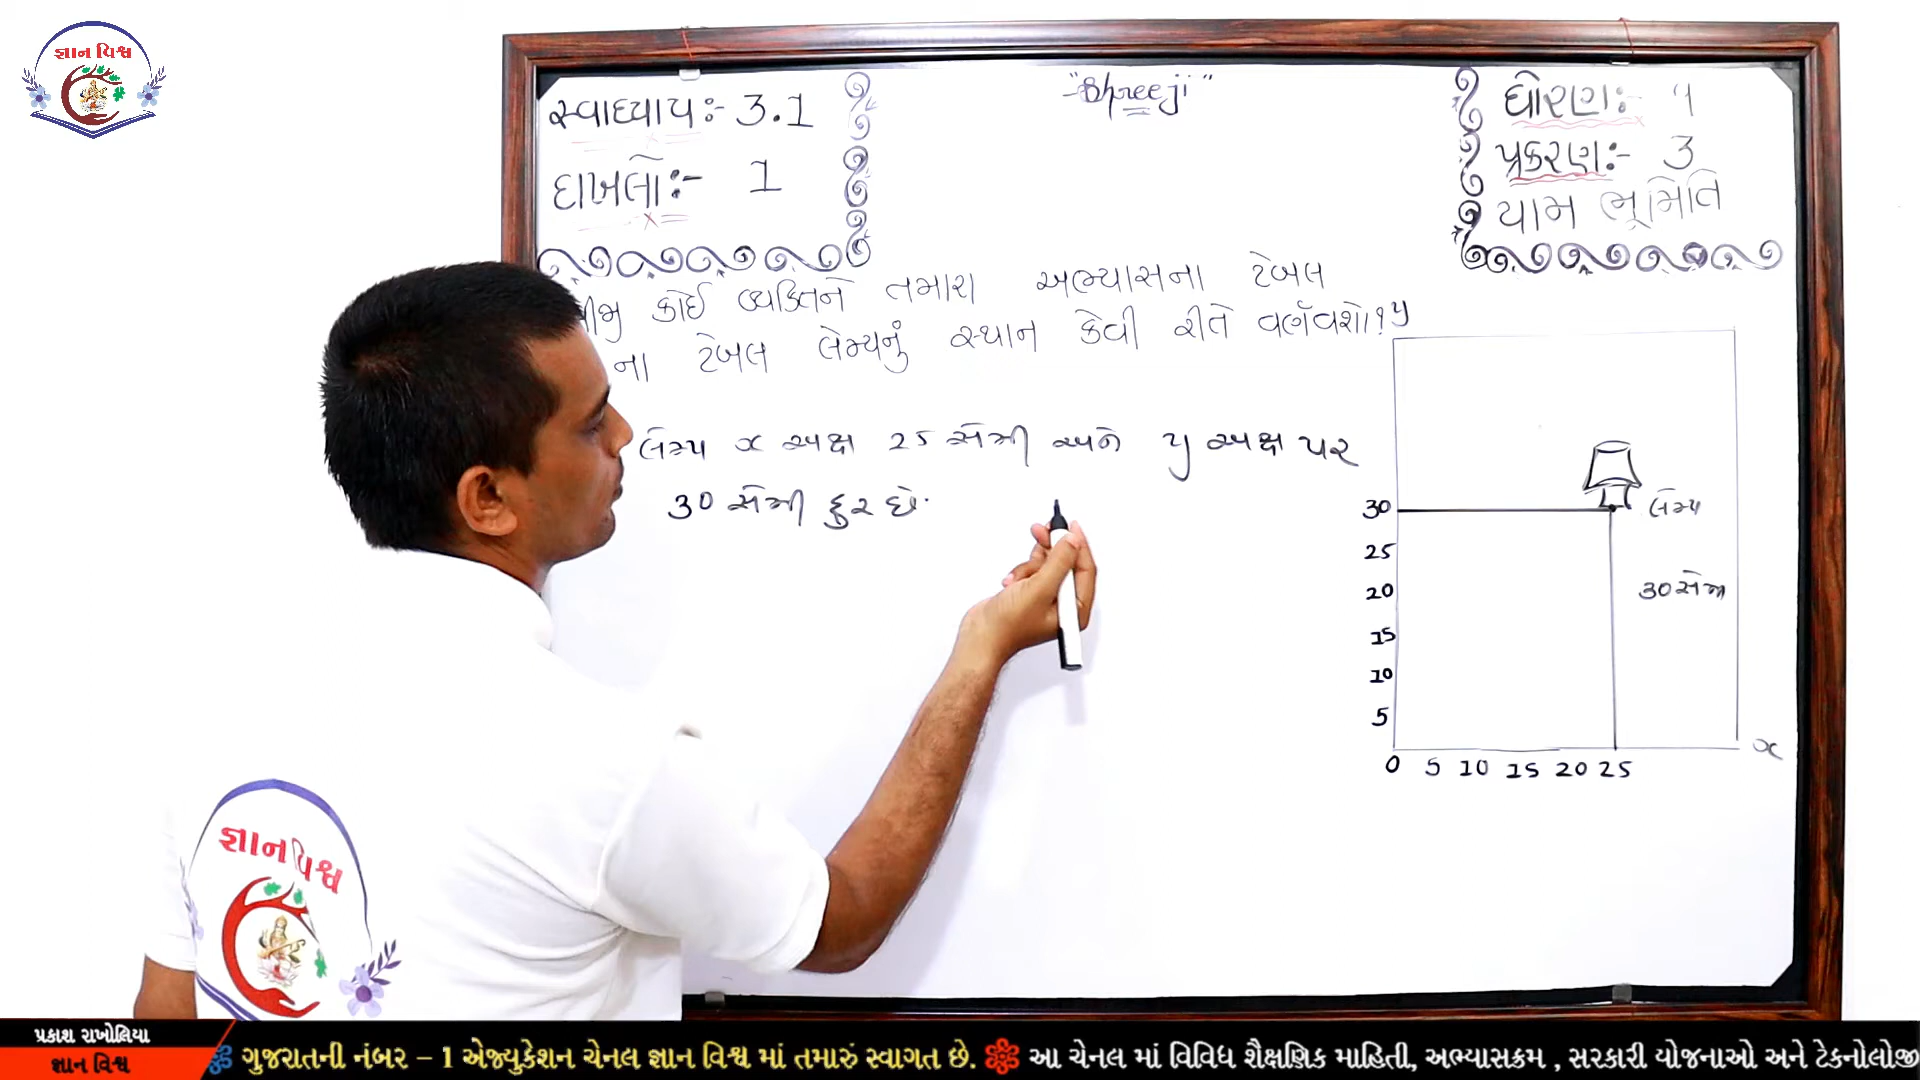 જ્ઞાન વિશ્વ
"Shreeji"
સ્વાધ્યાય:- 3.1
દાખલો:- 1
ધોરણ:- ૧
પ્રકરણ:- 3
યામ ભૂમિતિ
કોઈ વ્યક્તિને તમારા અભ્યાસના ટેબલ
ના ટેબલ લેમ્પનું સ્થાન કેવી રીતે વર્ણવશો?
લેમ્પ x અક્ષ 25 સેમી અને y અક્ષ પર
30 સેમી દુર છે.
y
30
25
20
15
10
5
0 5 10 15 20 25
x
લેમ્પ
30 સેમી
જ્ઞાન વિશ્વ
પ્રકાશ રાખોલિયા
જ્ઞાન વિશ્વ
ગુજરાતની નંબર – 1 એજ્યુકેશન ચેનલ જ્ઞાન વિશ્વ માં તમારું સ્વાગત છે. આ ચેનલ માં વિવિધ શૈક્ષણિક માહિતી, અભ્યાસક્રમ , સરકારી યોજનાઓ અને ટેકનોલોજી